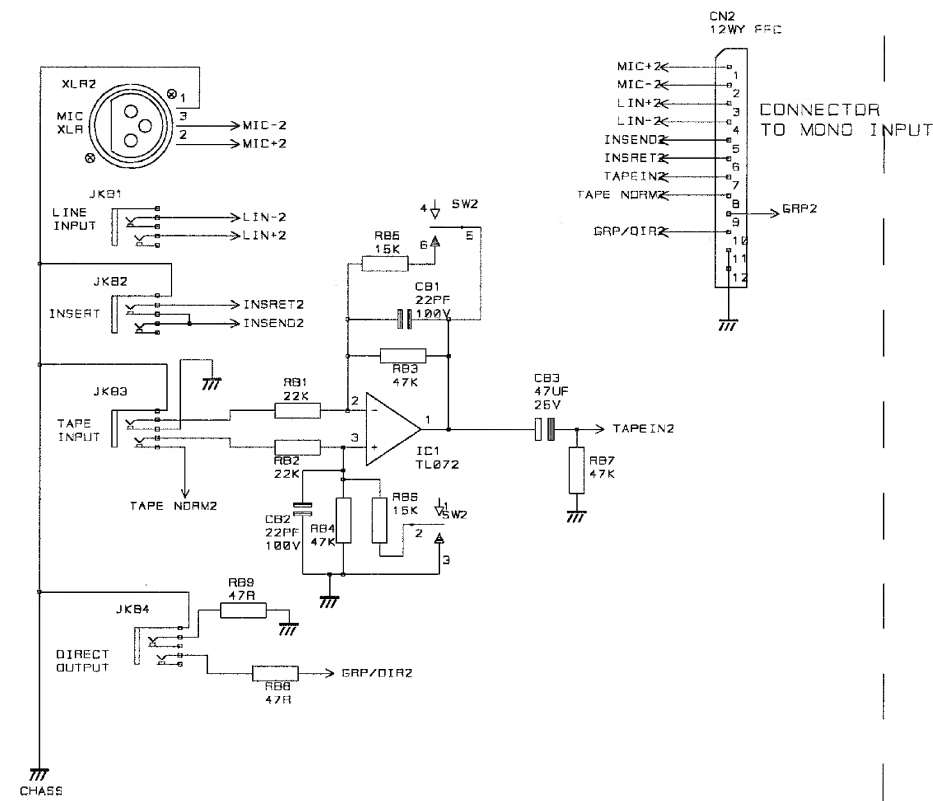 CN2
12WY FFC
MIC+2
MIC-2
LIN+2
LIN-2
INSEND2
INSRET2
TAPEIN2
TAPE NORM2
GRP/DIR2
1
2
3
4
5
6
7
8
9
10
11
12
GRP2
CONNECTOR
TO MONO INPUT
XLR2
MIC
XLR
1
3
2
MIC-2
MIC+2
JKB1
LINE
INPUT
LIN-2
LIN+2
JKB2
INSERT
INSRET2
INSEND2
4
SW2
5
6
RB5
15K
CB1
22PF
100V
RB3
47K
JKB3
TAPE
INPUT
TAPE NORM2
RB1
22K
RB2
22K
2
3
1
IC1
TL072
CB3
47UF
25V
TAPEIN2
RB7
47K
CB2
22PF
100V
RB4
47K
RB6
15K
1
SW2
2
3
JKB4
DIRECT
OUTPUT
RB9
47R
RB8
47R
GRP/DIR2
CHASS